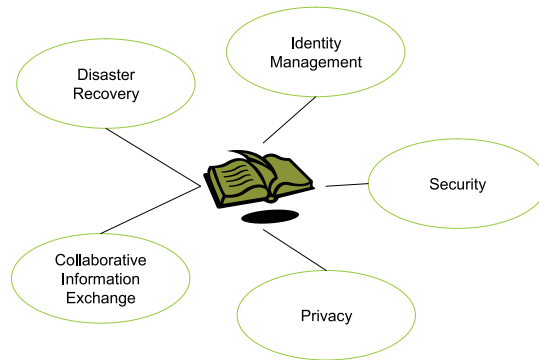 Identity
Management
Disaster
Recovery
Security
Collaborative
Information
Exchange
Privacy